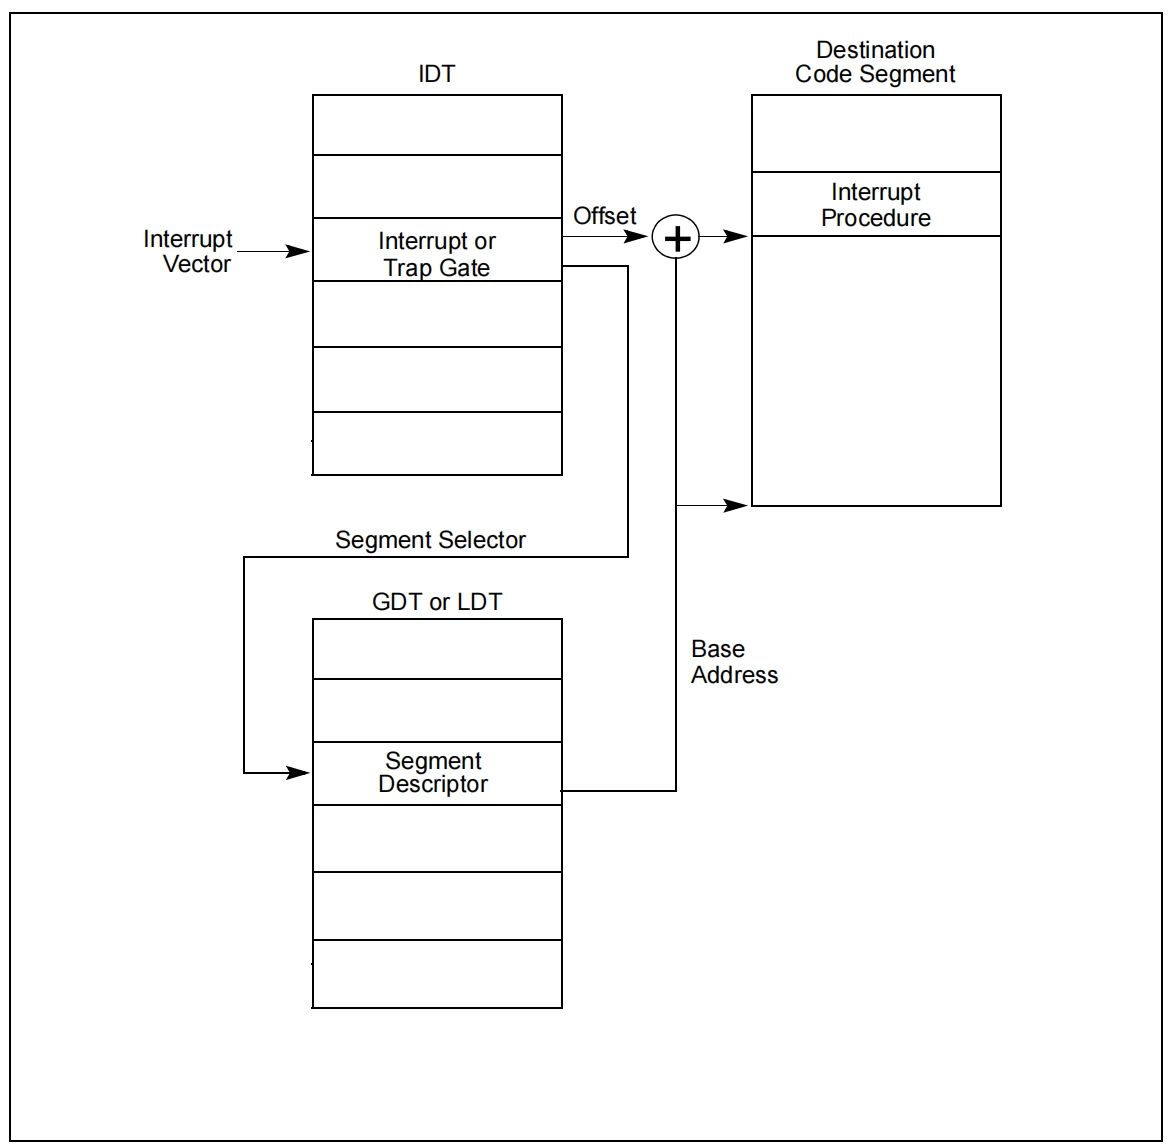 IDT
Destination
Code Segment
Interrupt
Vector
Interrupt or
Trap Gate
Offset
+
Interrupt
Procedure
Segment Selector
GDT or LDT
Base
Address
Segment
Descriptor